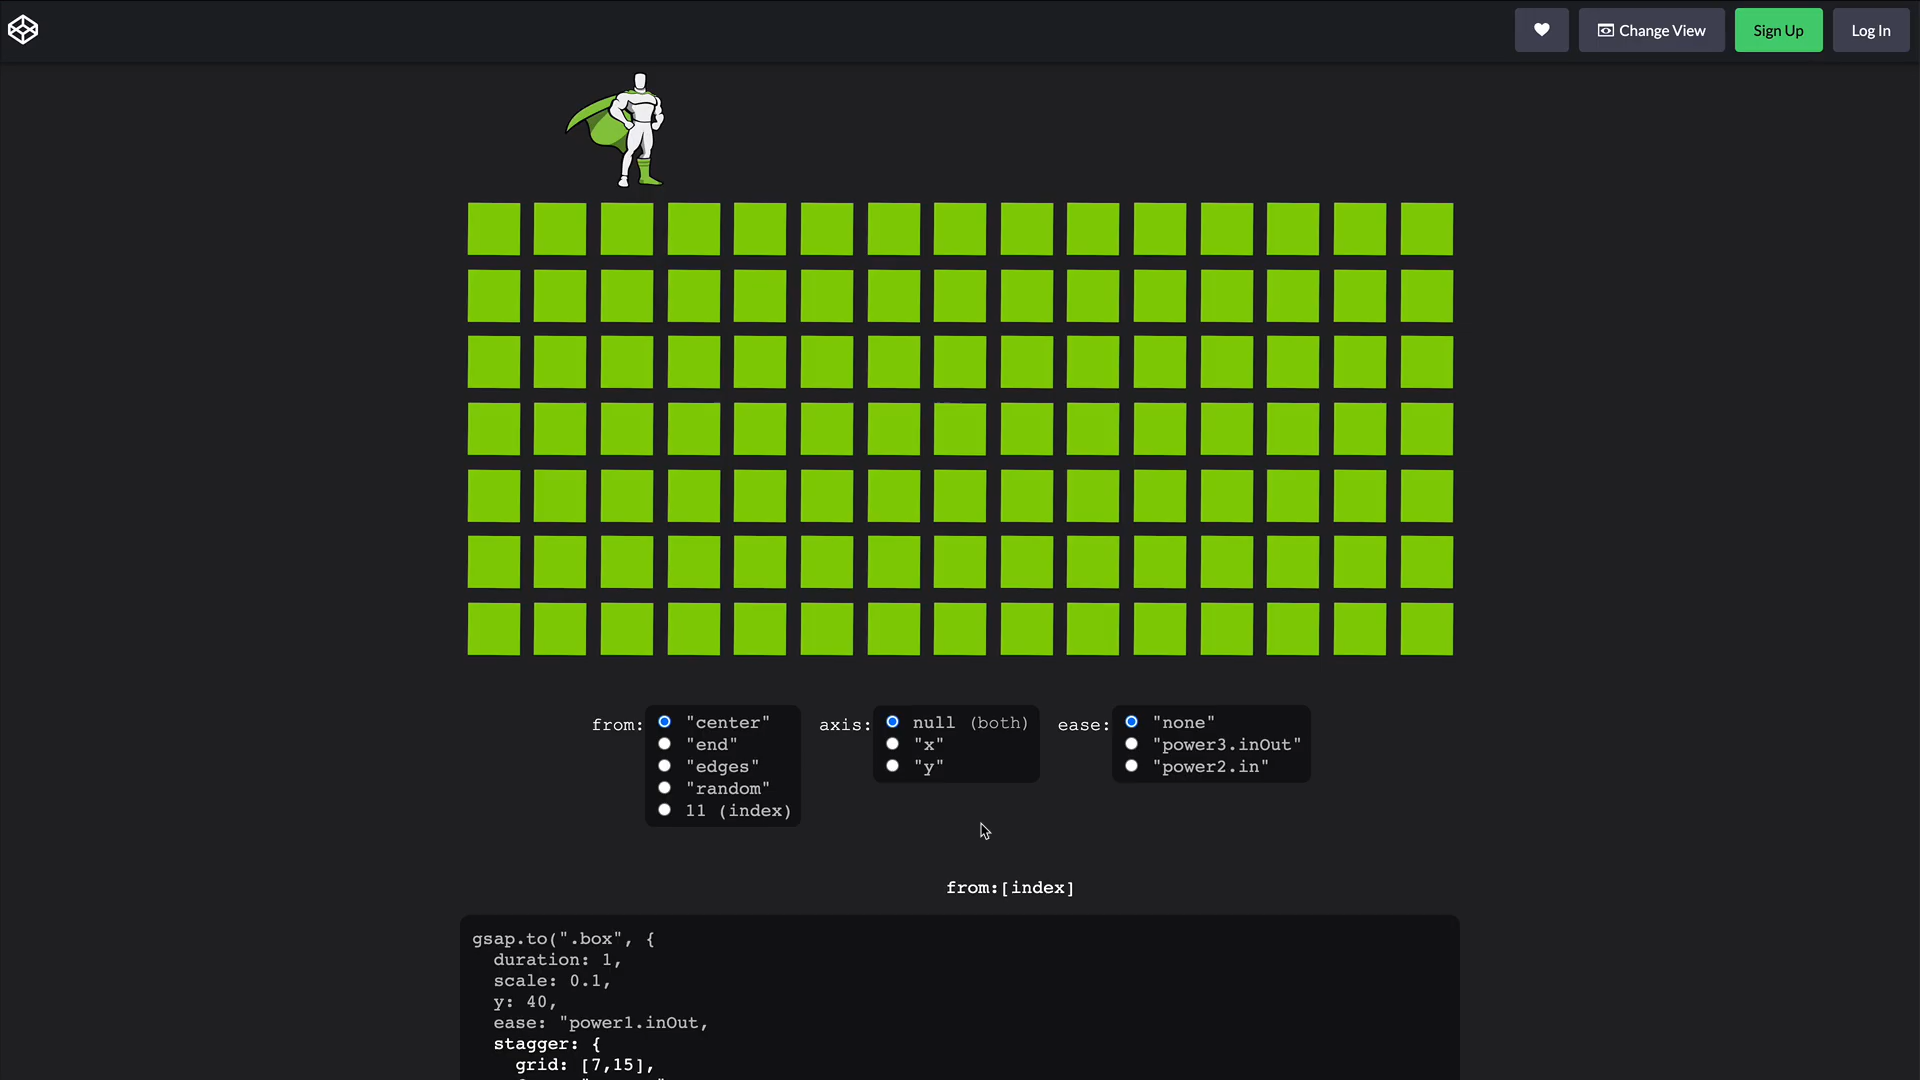 Change View
Sign Up
Log In
from:
"center"
"end"
"edges"
"random"
11 (index)
axis:
null (both)
"x"
"y"
ease:
"none"
"power3.inOut"
"power2.in"
from:[index]
gsap.to(".box", {
duration: 1,
scale: 0.1,
y: 40,
ease: "power1.inOut,
stagger: {
grid: [7,15],